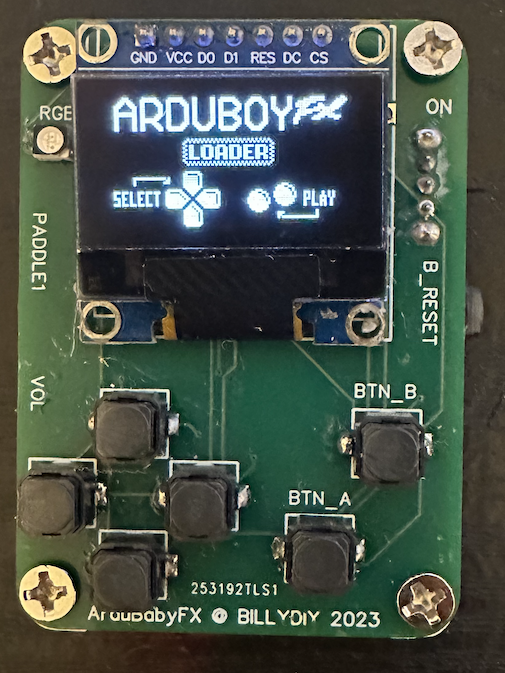 GND VCC D0 D1 RES DC CS
RGB
ON
ARDUBOY FX
LOADER
SELECT
PLAY
PADDLE1
B_RESET
VOL
BTN_B
BTN_A
253192TLS1
ArduBabyFX @ BILLYDIY 2023